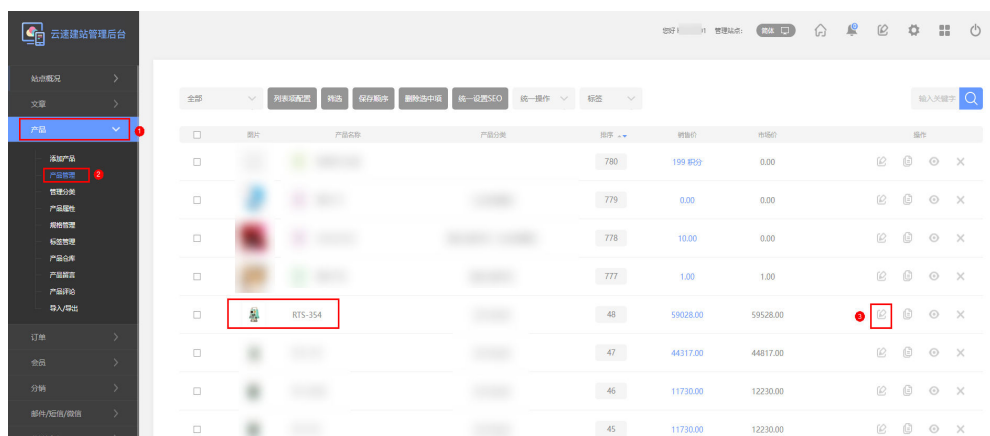 云速建站管理后台
您好
管理站点:
简体
站点概况
文章
产品
1
添加产品
产品管理
2
管理分类
产品属性
规格管理
标签管理
产品仓库
产品留言
产品评论
导入/导出
订单
会员
分销
邮件/短信/微信
全部
列表项配置
筛选
保存顺序
删除选中项
统一设置SEO
统一操作
标签
输入关键字
图片 产品名称 产品分类 排序 销售价 市场价 操作
780 199 积分 0.00
779 0.00 0.00
778 10.00 0.00
777 1.00 1.00
RTS-354 48 59028.00 59528.00 3
47 44317.00 44817.00
46 11730.00 12230.00
45 11730.00 12230.00